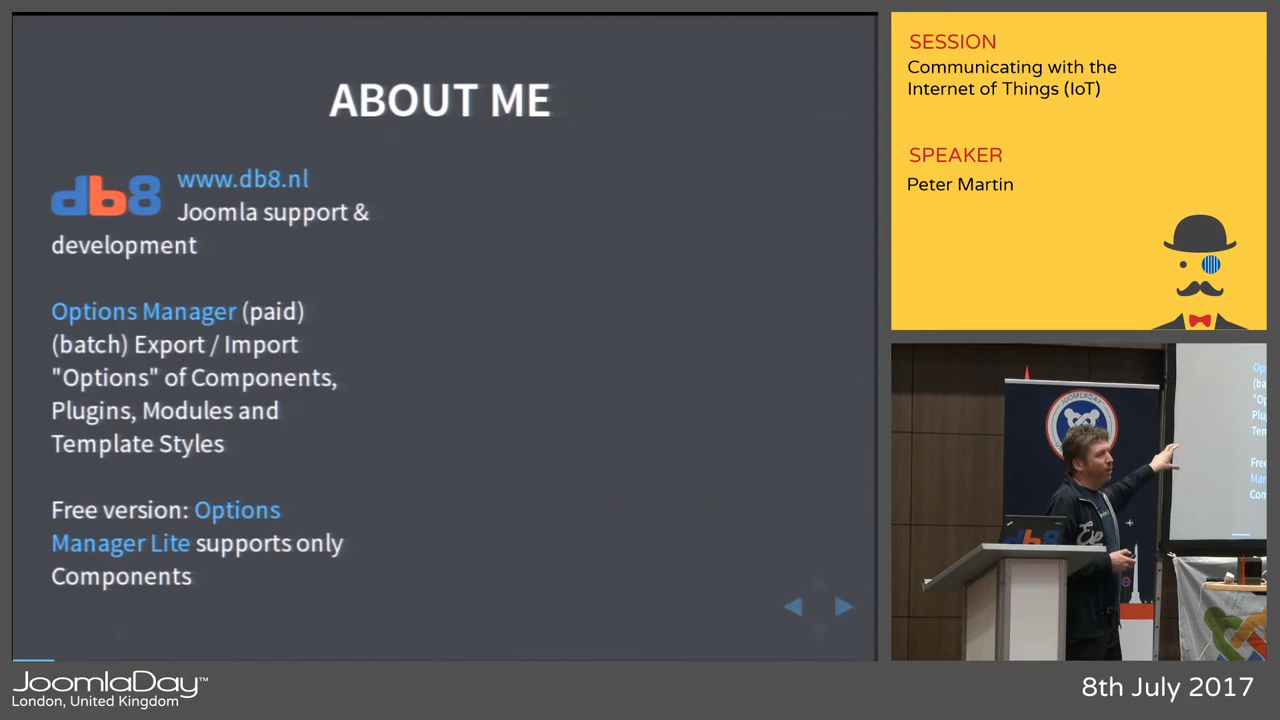 ABOUT ME
db8
www.db8.nl
Joomla support &
development
Options Manager (paid)
(batch) Export / Import
"Options" of Components,
Plugins, Modules and
Template Styles
Free version: Options
Manager Lite supports only
Components
SESSION
Communicating with the
Internet of Things (IoT)
SPEAKER
Peter Martin
JOOMLADAY
db8
JoomlaDay™
London, United Kingdom
8th July 2017